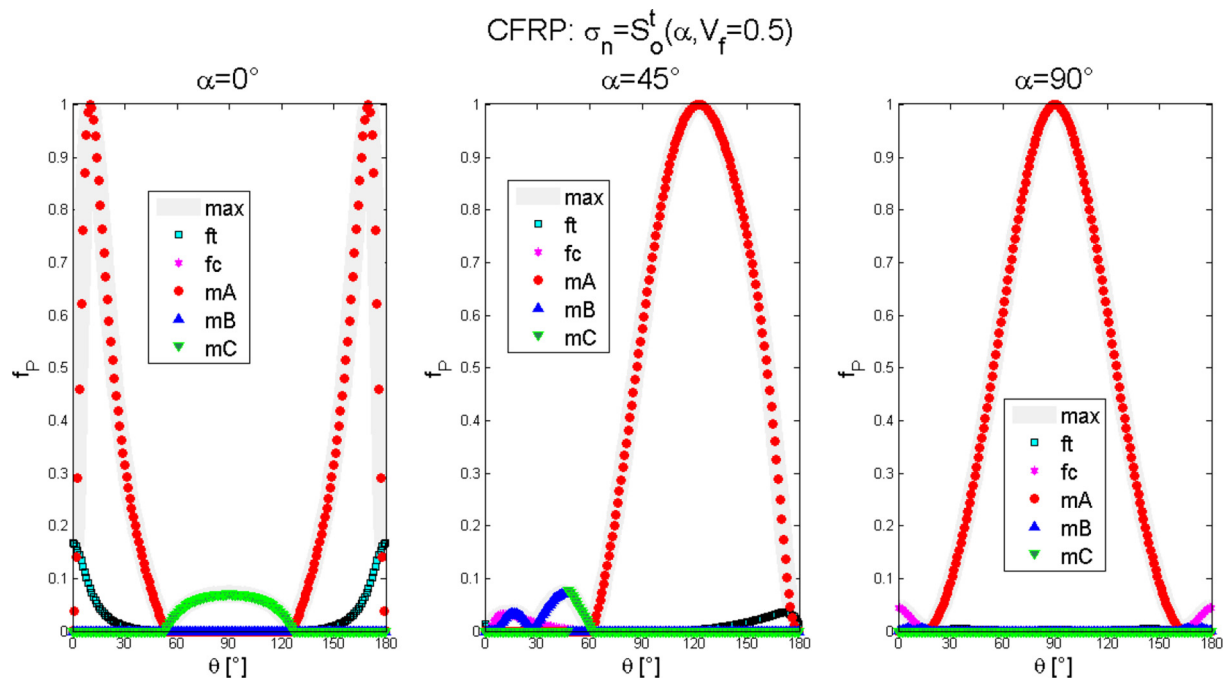 CFRP: σn=S_o^t(α,V_f=0.5)
α=0°
1
0.9
0.8
0.7
0.6
0.5
0.4
0.3
0.2
0.1
0
fP
0 30 60 90 120 150 180
θ [°]
max
ft
fc
mA
mB
mC
α=45°
1
0.9
0.8
0.7
0.6
0.5
0.4
0.3
0.2
0.1
0
fP
0 30 60 90 120 150 180
θ [°]
max
ft
fc
mA
mB
mC
α=90°
1
0.9
0.8
0.7
0.6
0.5
0.4
0.3
0.2
0.1
0
fP
0 30 60 90 120 150 180
θ [°]
max
ft
fc
mA
mB
mC